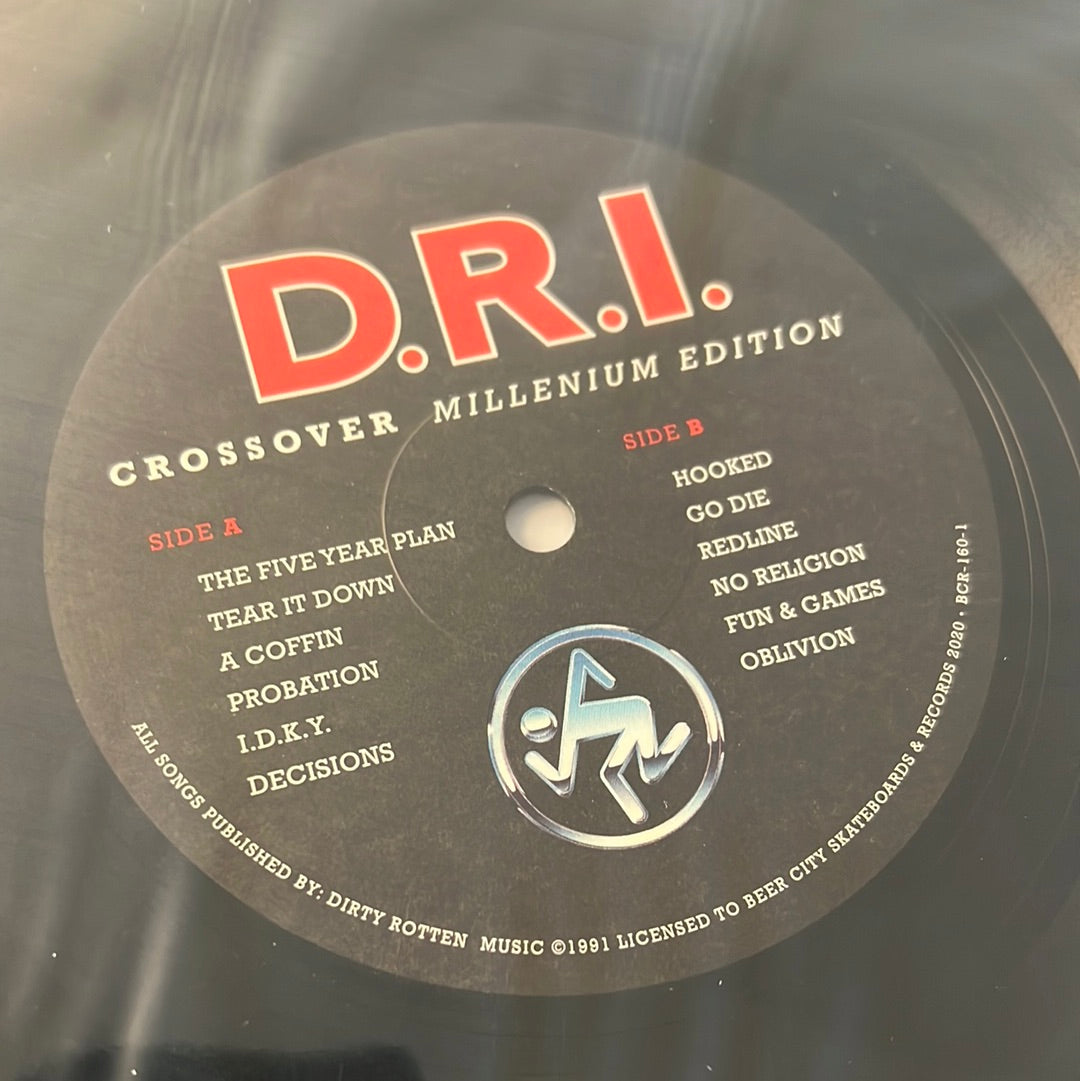 D.R.I.
CROSSOVER MILLENIUM EDITION
SIDE A
THE FIVE YEAR PLAN
TEAR IT DOWN
A COFFIN
PROBATION
I.D.K.Y.
DECISIONS
SIDE B
HOOKED
GO DIE
REDLINE
NO RELIGION
FUN & GAMES
OBLIVION
ALL SONGS PUBLISHED BY: DIRTY ROTTEN MUSIC ©1991 LICENSED TO BEER CITY SKATEBOARDS & RECORDS 2020 • BCR-160-1